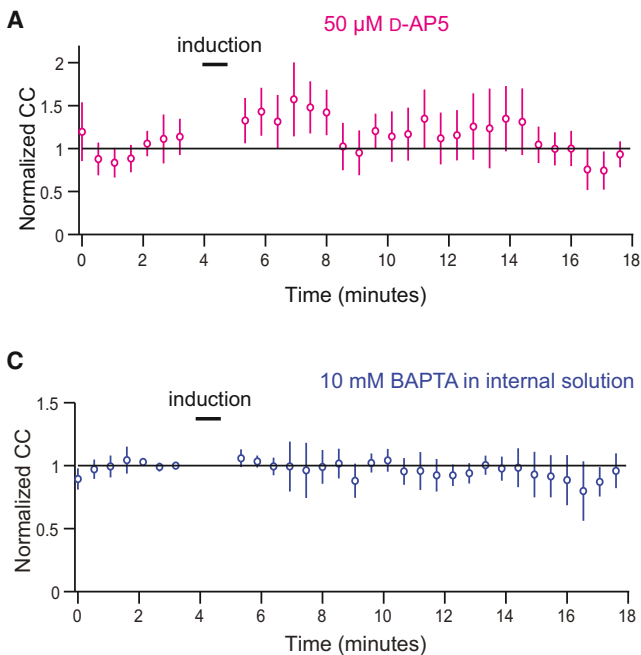 A
50 µM D-AP5
induction
2
1.5
1
0.5
0
Normalized CC
0 2 4 6 8 10 12 14 16 18
Time (minutes)
C
10 mM BAPTA in internal solution
induction
1.5
1
0.5
0
Normalized CC
0 2 4 6 8 10 12 14 16 18
Time (minutes)